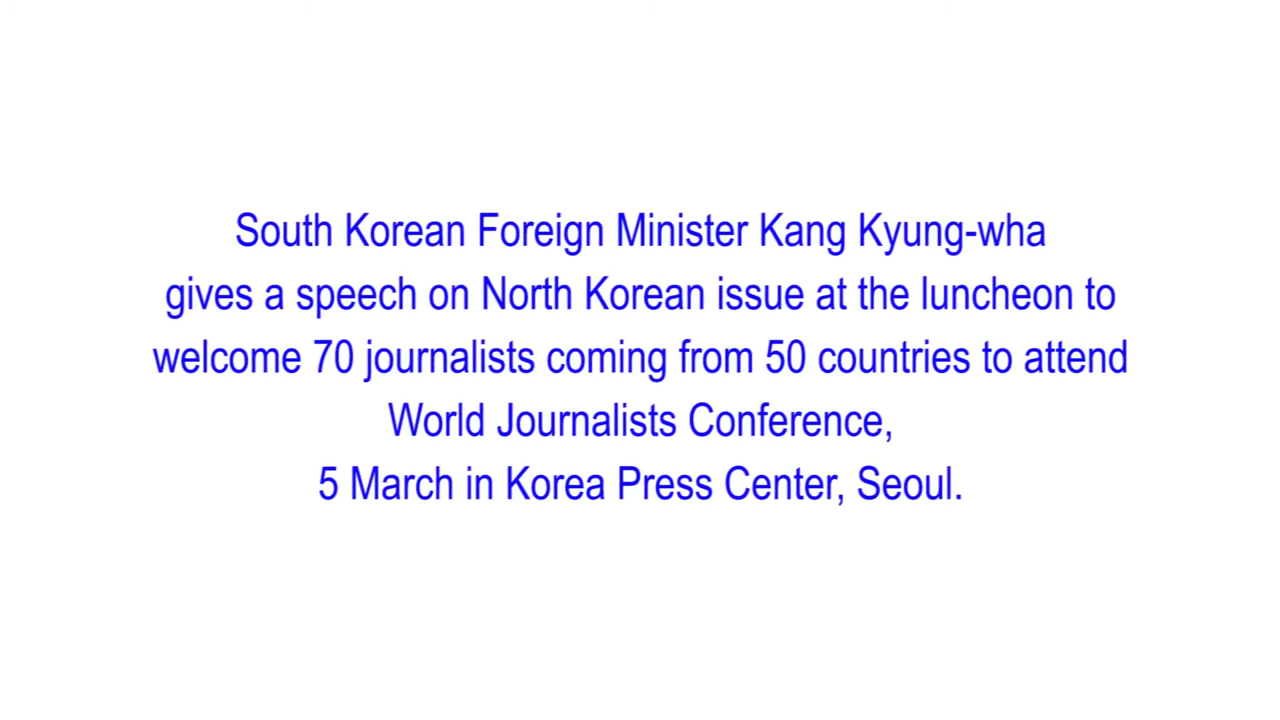 South Korean Foreign Minister Kang Kyung-wha
gives a speech on North Korean issue at the luncheon to
welcome 70 journalists coming from 50 countries to attend
World Journalists Conference,
5 March in Korea Press Center, Seoul.